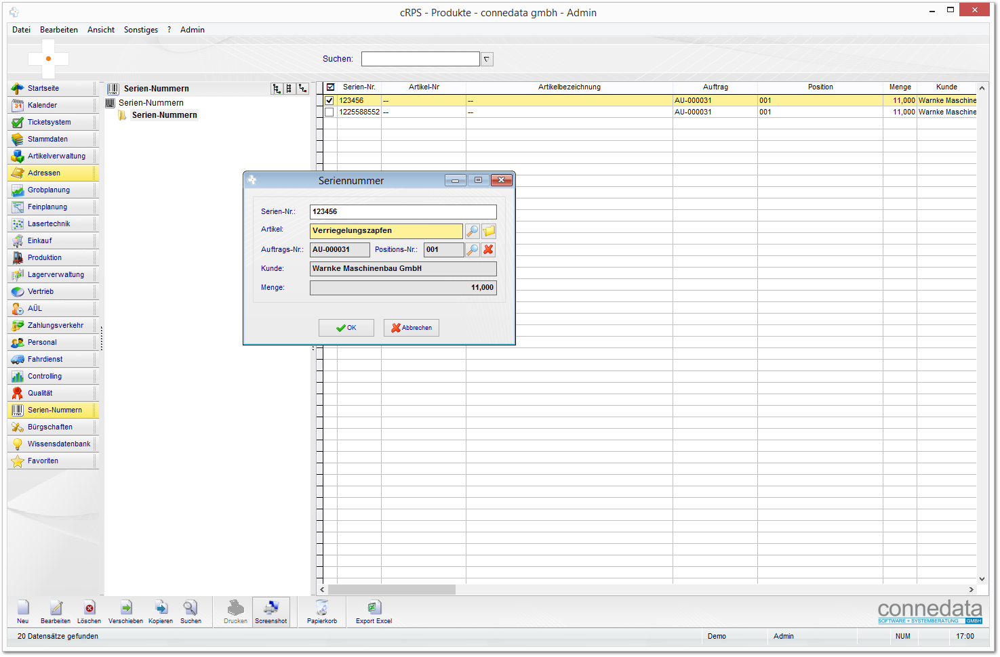 cRPS - Produkte - connedata gmbh - Admin
Datei Bearbeiten Ansicht Sonstiges ? Admin
Suchen:
Startseite
Kalender
Ticketsystem
Stammdaten
Artikelverwaltung
Adressen
Grobplanung
Feinplanung
Lasertechnik
Einkauf
Produktion
Lagerverwaltung
Vertrieb
AÜL
Zahlungsverkehr
Personal
Fahrdienst
Controlling
Qualität
Serien-Nummern
Bürgschaften
Wissensdatenbank
Favoriten
Serien-Nummern
Serien-Nummern
Serien-Nummern
Serien-Nr. Artikel-Nr Artikelbezeichnung Auftrag Position Menge Kunde
123456 -- -- AU-000031 001 11,000 Warnke Maschine
1225588552 -- -- AU-000031 001 11,000 Warnke Maschine
Seriennummer
Serien-Nr.: 123456
Artikel: Verriegelungszapfen
Auftrags-Nr.: AU-000031 Positions-Nr.: 001
Kunde: Warnke Maschinenbau GmbH
Menge: 11,000
OK Abbrechen
Neu Bearbeiten Löschen Verschieben Kopieren Suchen Drucken Screenshot Papierkorb Export Excel
connedata
SOFTWARE + SYSTEMBERATUNG GMBH
20 Datensätze gefunden Demo Admin NUM 17:00